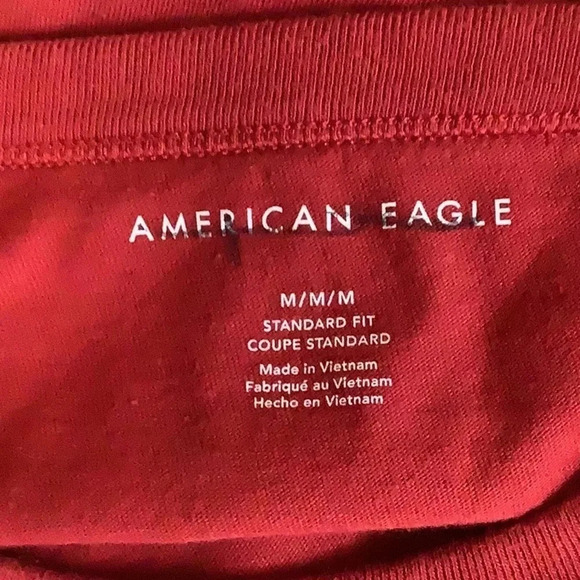 AMERICAN EAGLE
M/M/M
STANDARD FIT
COUPE STANDARD
Made in Vietnam
Fabriqué au Vietnam
Hecho en Vietnam